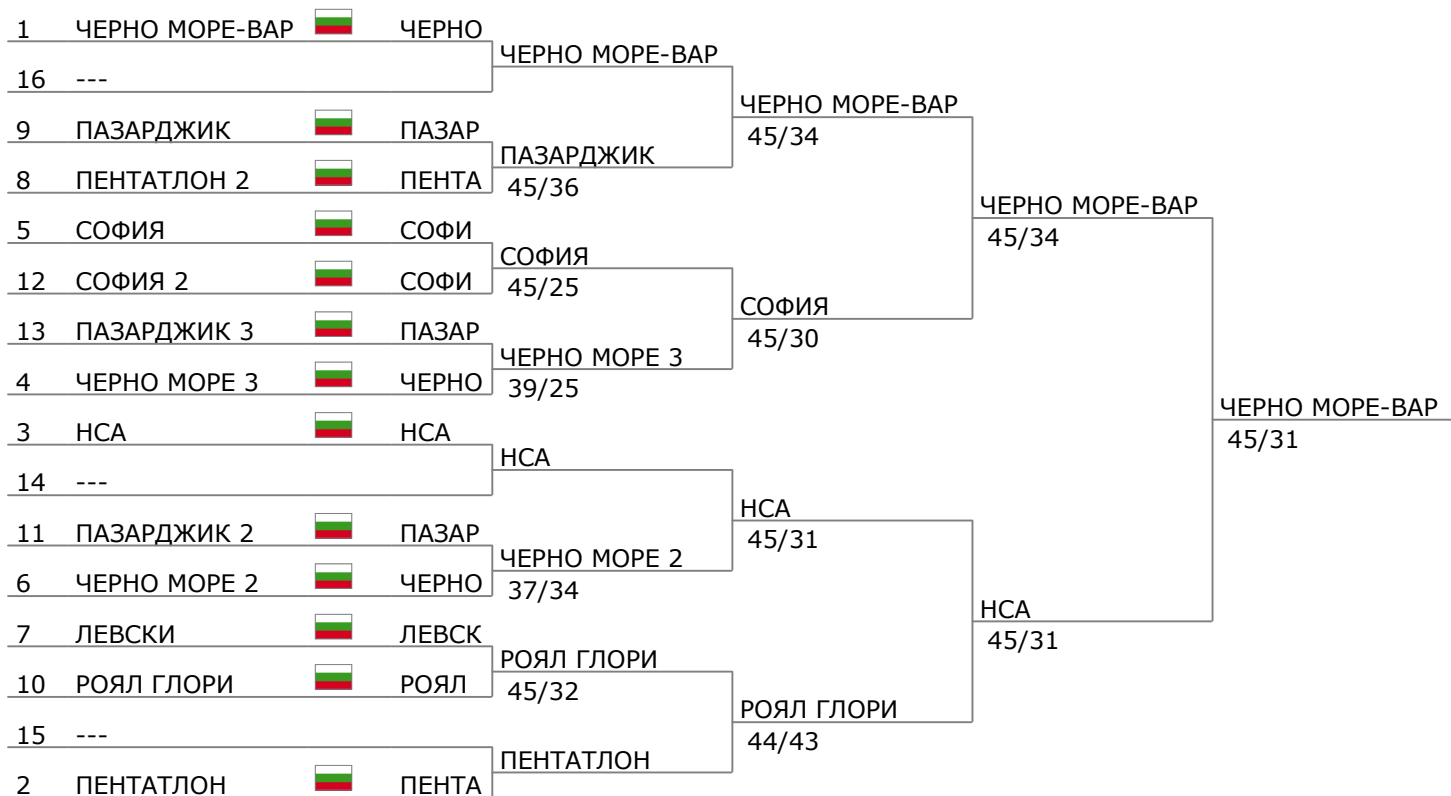 1 ЧЕРНО МОРЕ-ВАР ЧЕРНО
ЧЕРНО МОРЕ-ВАР
16 ---
ЧЕРНО МОРЕ-ВАР
45/34
9 ПАЗАРДЖИК ПАЗАР
ПАЗАРДЖИК
45/36
8 ПЕНТАТЛОН 2 ПЕНТА
ЧЕРНО МОРЕ-ВАР
45/34
5 СОФИЯ СОФИ
СОФИЯ
45/25
12 СОФИЯ 2 СОФИ
СОФИЯ
45/30
13 ПАЗАРДЖИК 3 ПАЗАР
ЧЕРНО МОРЕ 3
39/25
4 ЧЕРНО МОРЕ 3 ЧЕРНО
ЧЕРНО МОРЕ-ВАР
45/31
3 НСА НСА
НСА
14 ---
НСА
45/31
11 ПАЗАРДЖИК 2 ПАЗАР
ЧЕРНО МОРЕ 2
37/34
6 ЧЕРНО МОРЕ 2 ЧЕРНО
НСА
45/31
7 ЛЕВСКИ ЛЕВСК
РОЯЛ ГЛОРИ
45/32
10 РОЯЛ ГЛОРИ РОЯЛ
РОЯЛ ГЛОРИ
44/43
15 ---
ПЕНТАТЛОН
2 ПЕНТАТЛОН ПЕНТА